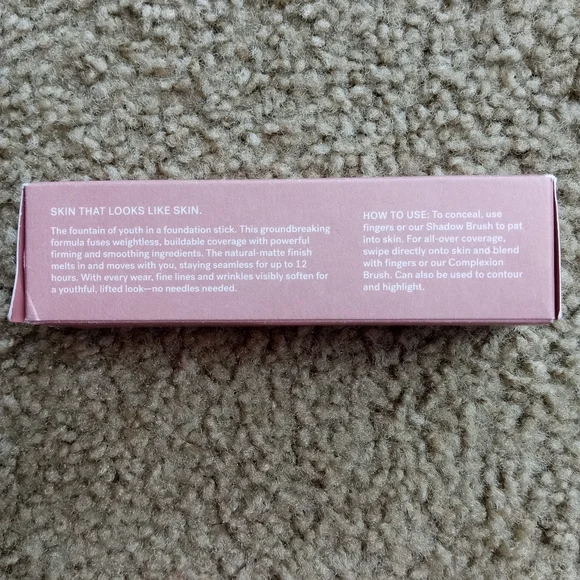 SKIN THAT LOOKS LIKE SKIN.
The fountain of youth in a foundation stick. This groundbreaking
formula fuses weightless, buildable coverage with powerful
firming and smoothing ingredients. The natural-matte finish
melts in and moves with you, staying seamless for up to 12
hours. With every wear, fine lines and wrinkles visibly soften for
a youthful, lifted look—no needles needed.
HOW TO USE: To conceal, use
fingers or our Shadow Brush to pat
into skin. For all-over coverage,
swipe directly onto skin and blend
with fingers or our Complexion
Brush. Can also be used to contour
and highlight.